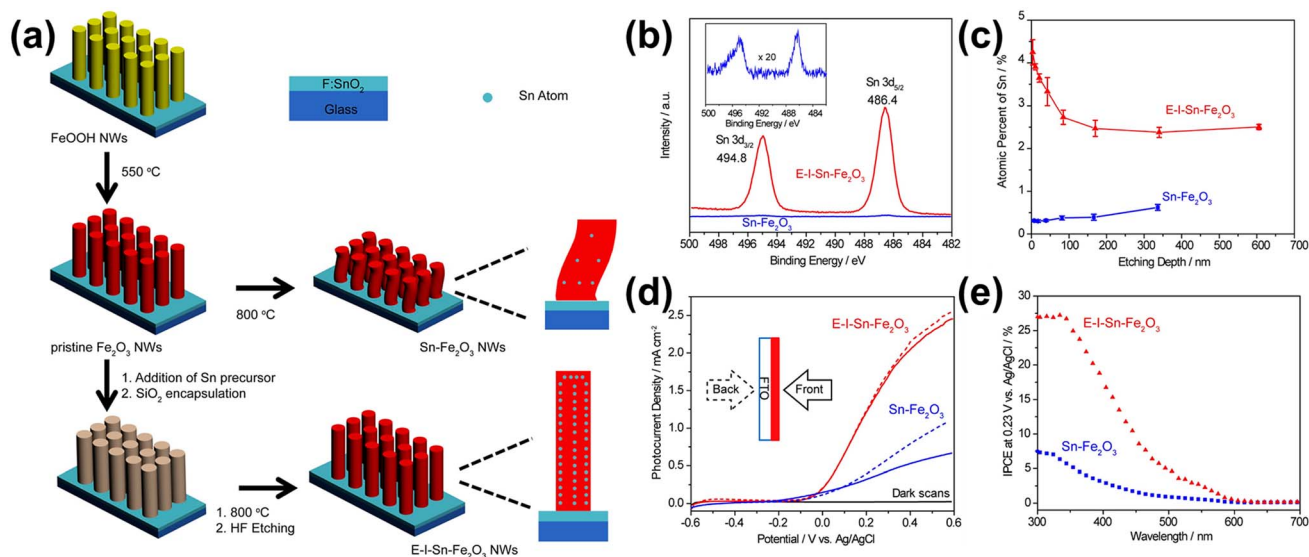 (a)
FeOOH NWs
F:SnO₂
Glass
Sn Atom
550 °C
pristine Fe₂O₃ NWs
800 °C
Sn-Fe₂O₃ NWs
1. Addition of Sn precursor
2. SiO₂ encapsulation
1. 800 °C
2. HF Etching
E-I-Sn-Fe₂O₃ NWs
(b)
x 20
500 496 492 488 484
Binding Energy / eV
Sn 3d₅/₂
486.4
Sn 3d₃/₂
494.8
E-I-Sn-Fe₂O₃
Sn-Fe₂O₃
Intensity / a.u.
500 498 496 494 492 490 488 486 484 482
Binding Energy / eV
(c)
Atomic Percent of Sn / %
5
4
3
2
1
0
E-I-Sn-Fe₂O₃
Sn-Fe₂O₃
0 100 200 300 400 500 600 700
Etching Depth / nm
(d)
Photocurrent Density / mA cm⁻²
2.5
2.0
1.5
1.0
0.5
0.0
E-I-Sn-Fe₂O₃
Back
FTO
Front
Sn-Fe₂O₃
Dark scans
-0.6 -0.4 -0.2 0.0 0.2 0.4 0.6
Potential / V vs. Ag/AgCl
(e)
IPCE at 0.23 V vs. Ag/AgCl / %
30
25
20
15
10
5
0
E-I-Sn-Fe₂O₃
Sn-Fe₂O₃
300 400 500 600 700
Wavelength / nm